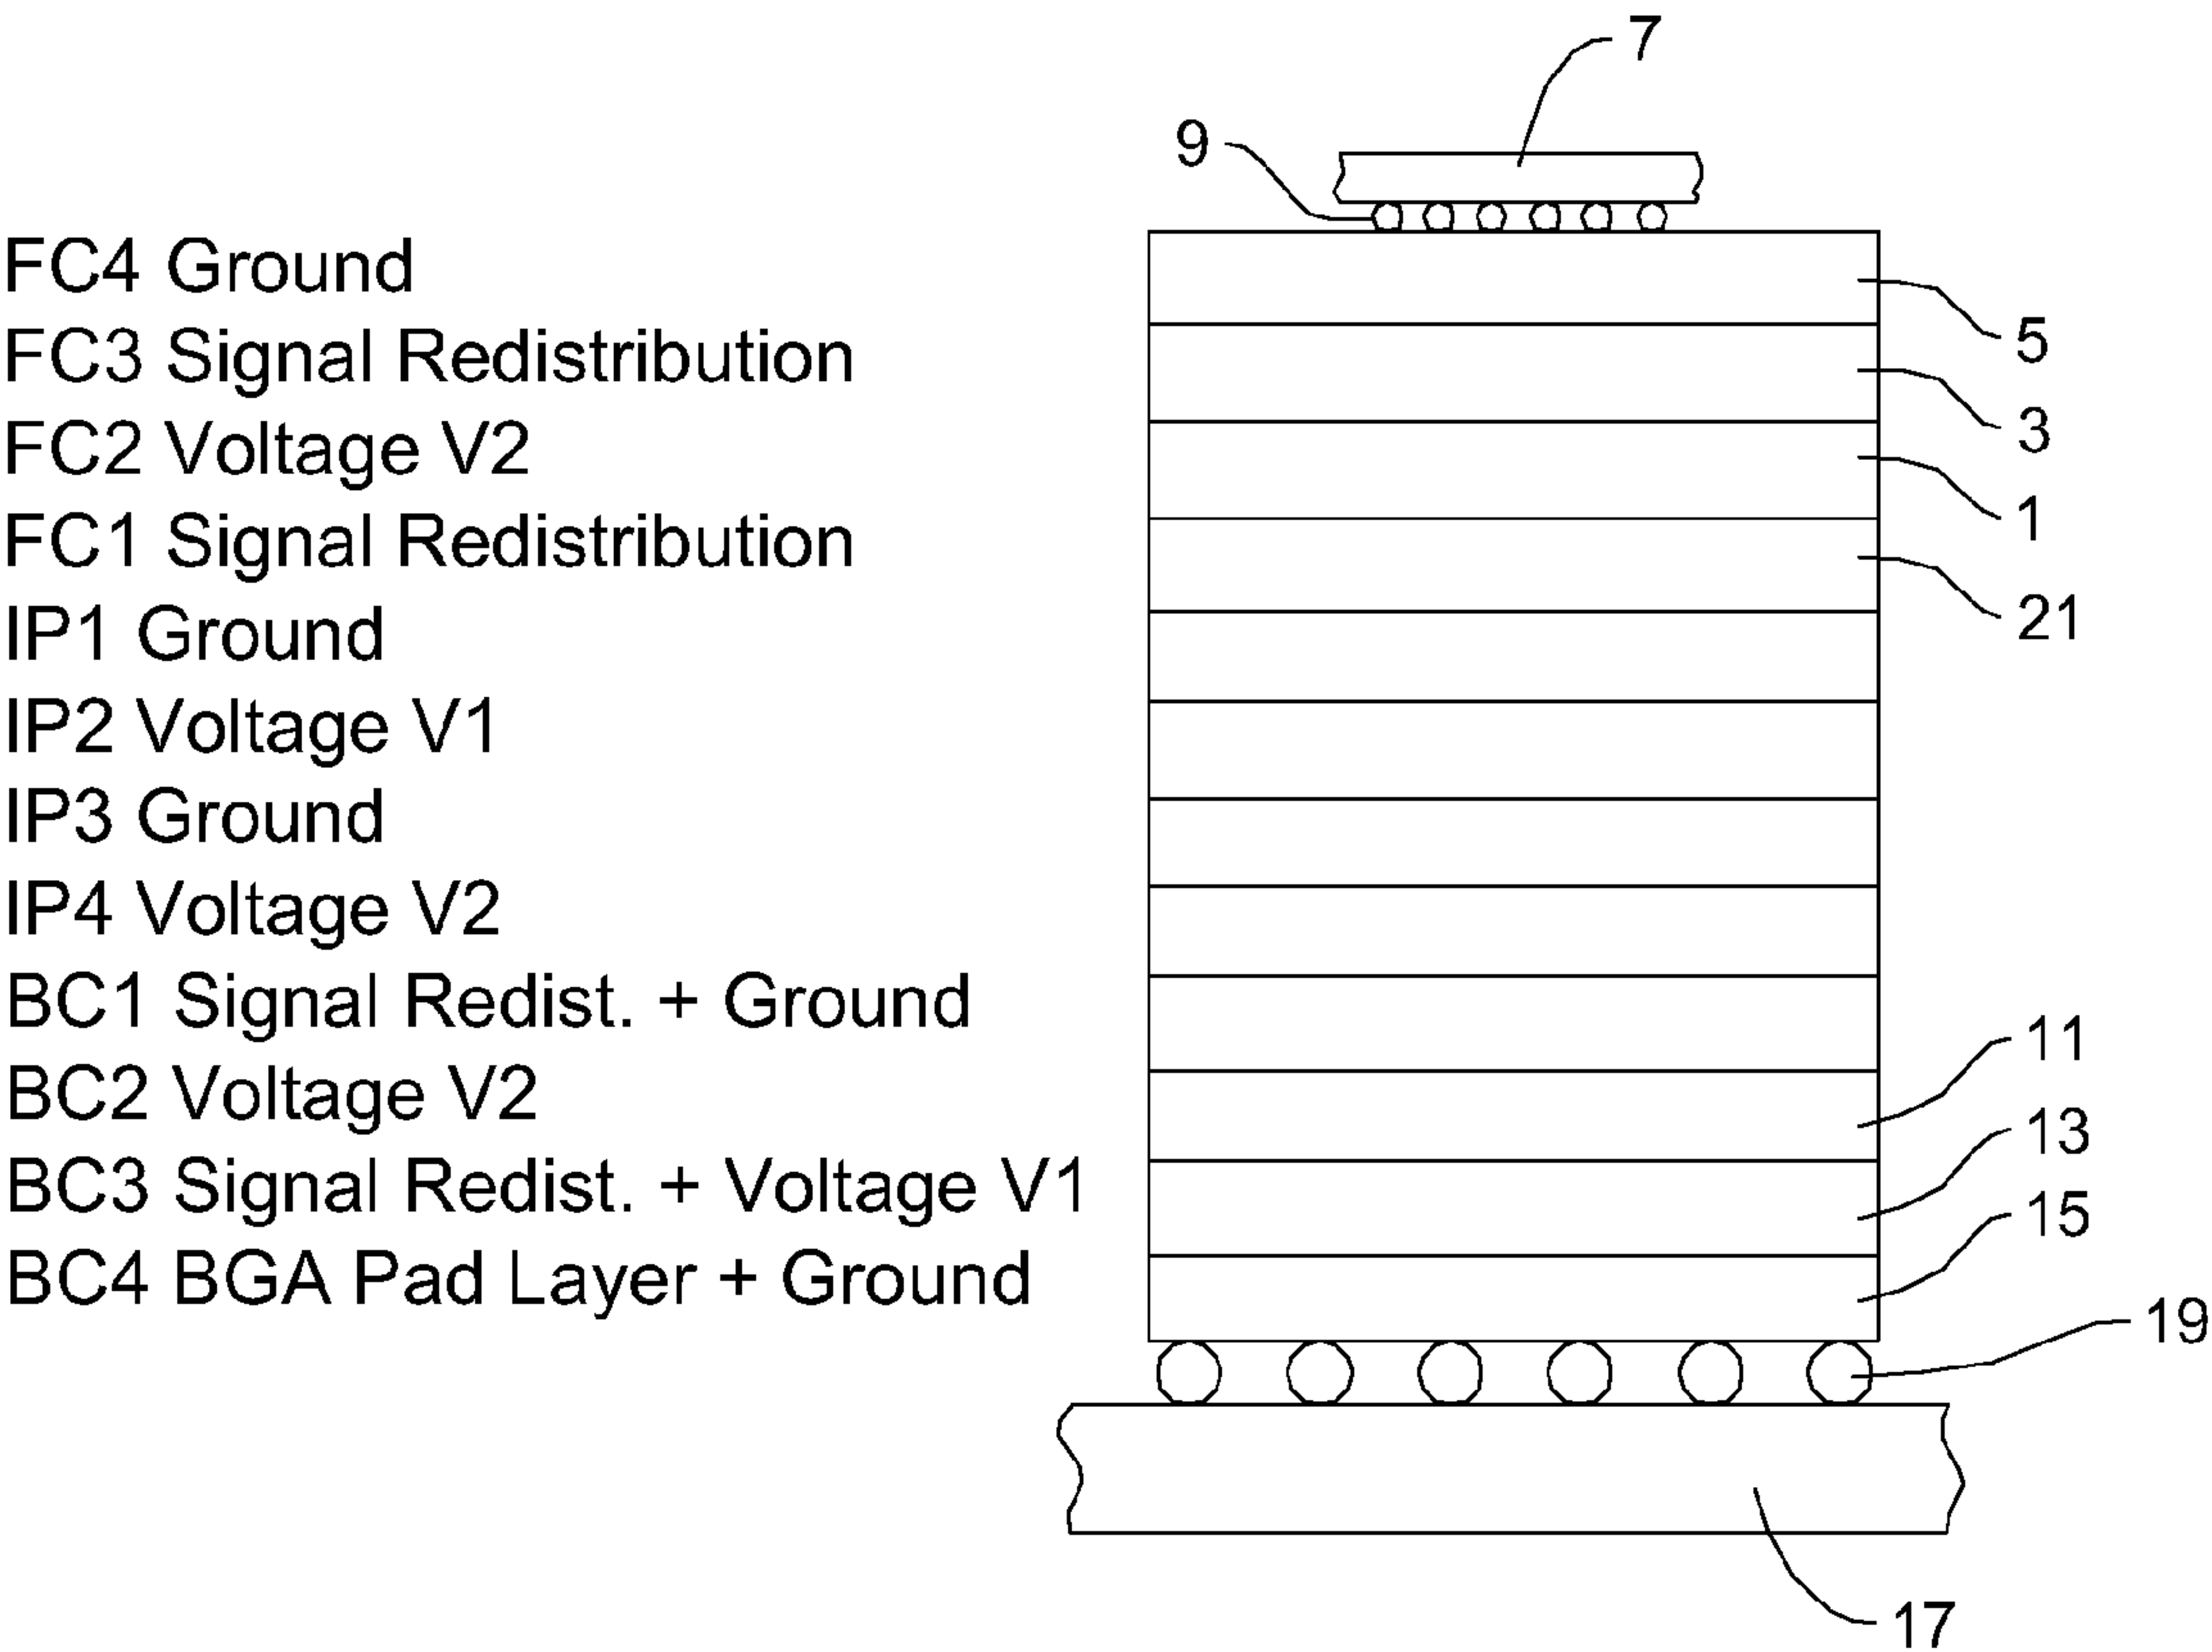 7
9
FC4 Ground
5
FC3 Signal Redistribution
3
FC2 Voltage V2
1
FC1 Signal Redistribution
21
IP1 Ground
IP2 Voltage V1
IP3 Ground
IP4 Voltage V2
BC1 Signal Redist. + Ground
11
BC2 Voltage V2
13
BC3 Signal Redist. + Voltage V1
15
BC4 BGA Pad Layer + Ground
19
17